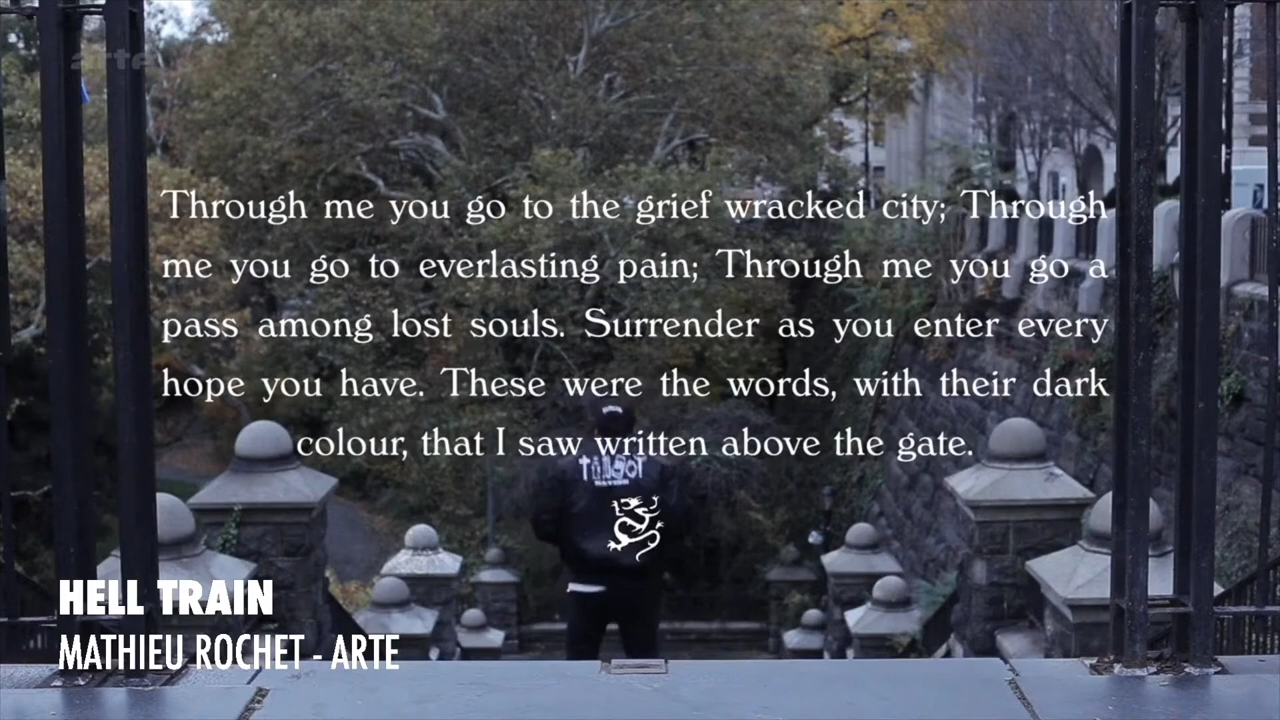 arte
Through me you go to the grief wracked city; Through
me you go to everlasting pain; Through me you go a
pass among lost souls. Surrender as you enter every
hope you have. These were the words, with their dark
colour, that I saw written above the gate.
HELL TRAIN
MATHIEU ROCHET - ARTE